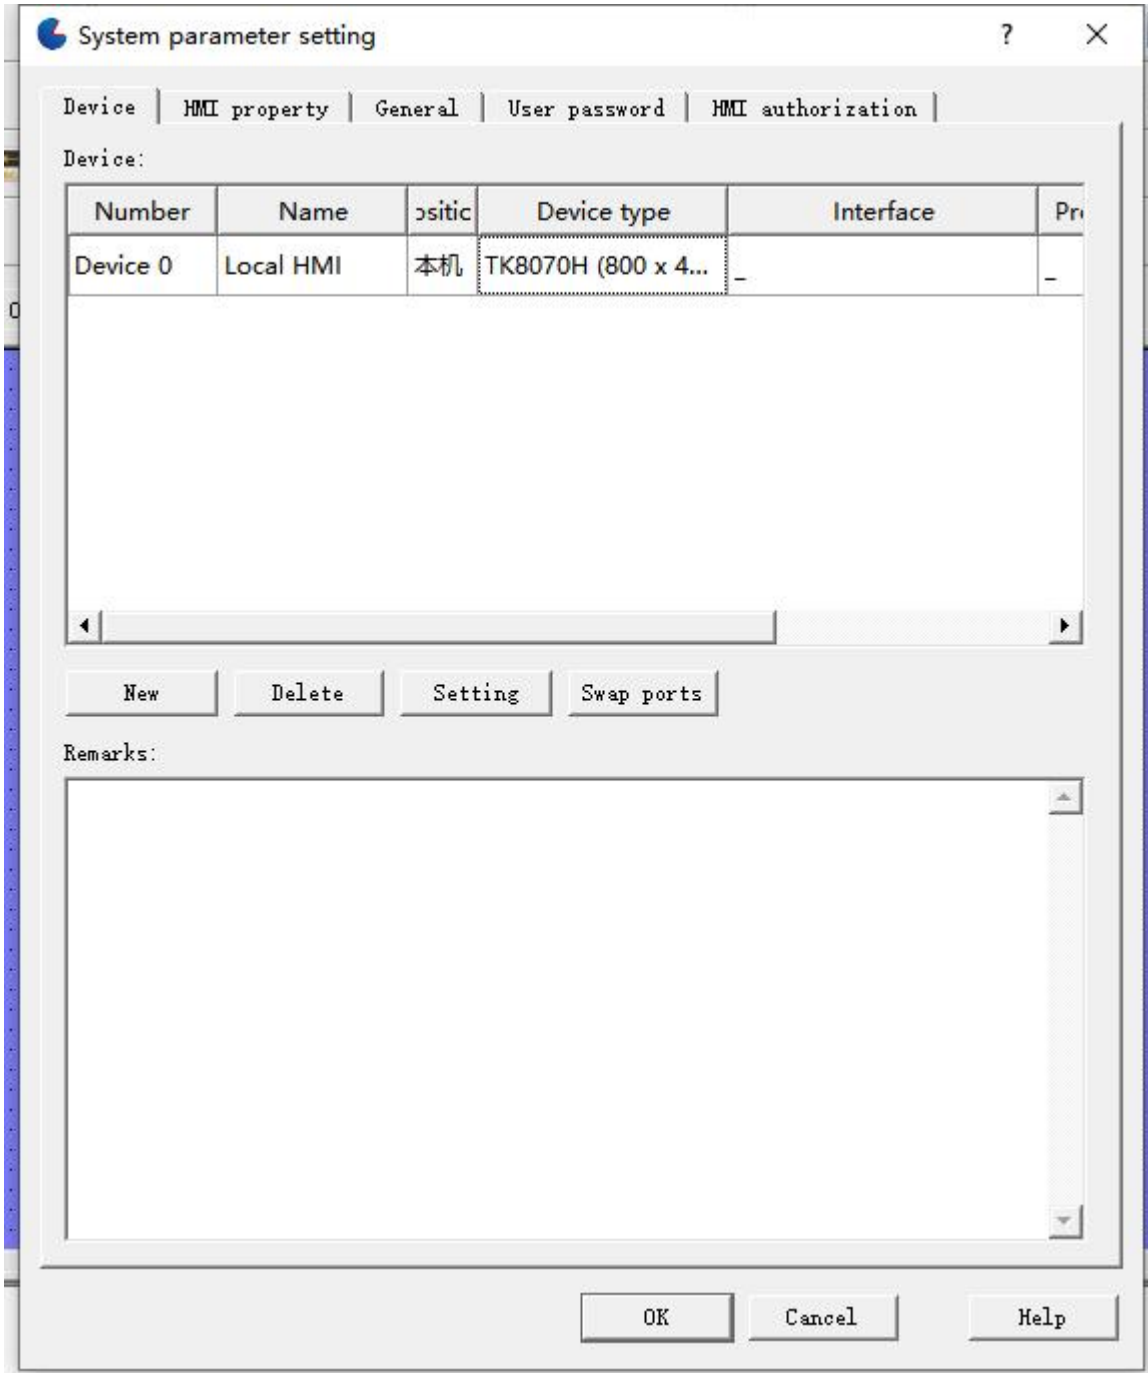 System parameter setting ?
Device HMI property General User password HMI authorization
Device:
Number Name ositic Device type Interface Pr
Device 0 Local HMI 本机 TK8070H (800 x 4... _ _
New Delete Setting Swap ports
Remarks:
OK Cancel Help